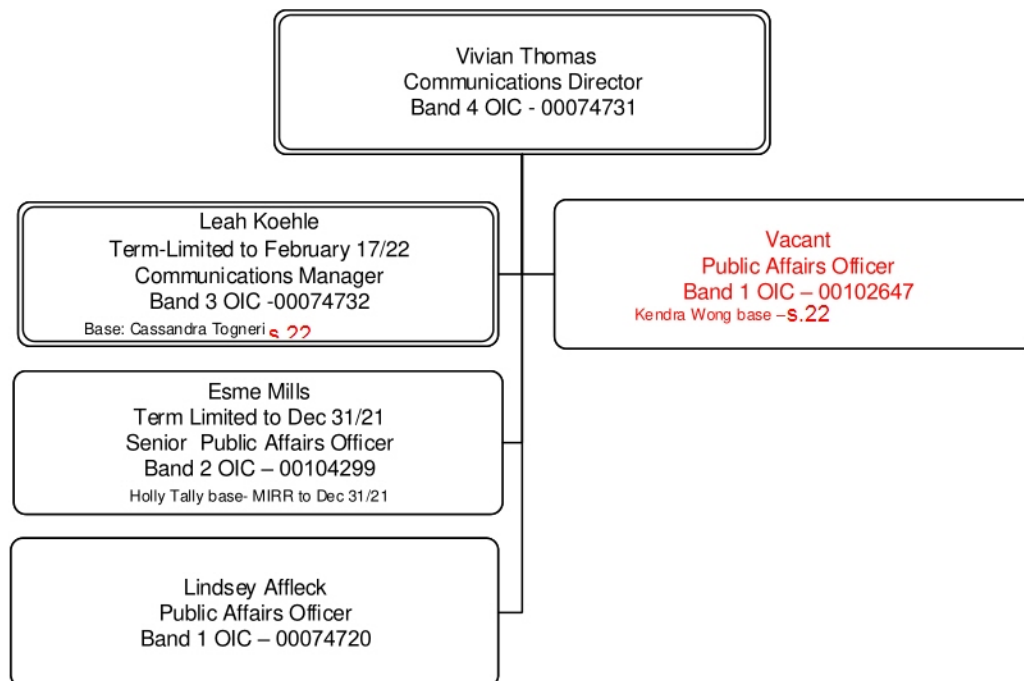 Vivian Thomas
Communications Director
Band 4 OIC - 00074731
Leah Koehle
Term-Limited to February 17/22
Communications Manager
Band 3 OIC -00074732
Base: Cassandra Togneri s.22
Vacant
Public Affairs Officer
Band 1 OIC – 00102647
Kendra Wong base –s.22
Esme Mills
Term Limited to Dec 31/21
Senior Public Affairs Officer
Band 2 OIC – 00104299
Holly Tally base- MIRR to Dec 31/21
Lindsey Affleck
Public Affairs Officer
Band 1 OIC – 00074720